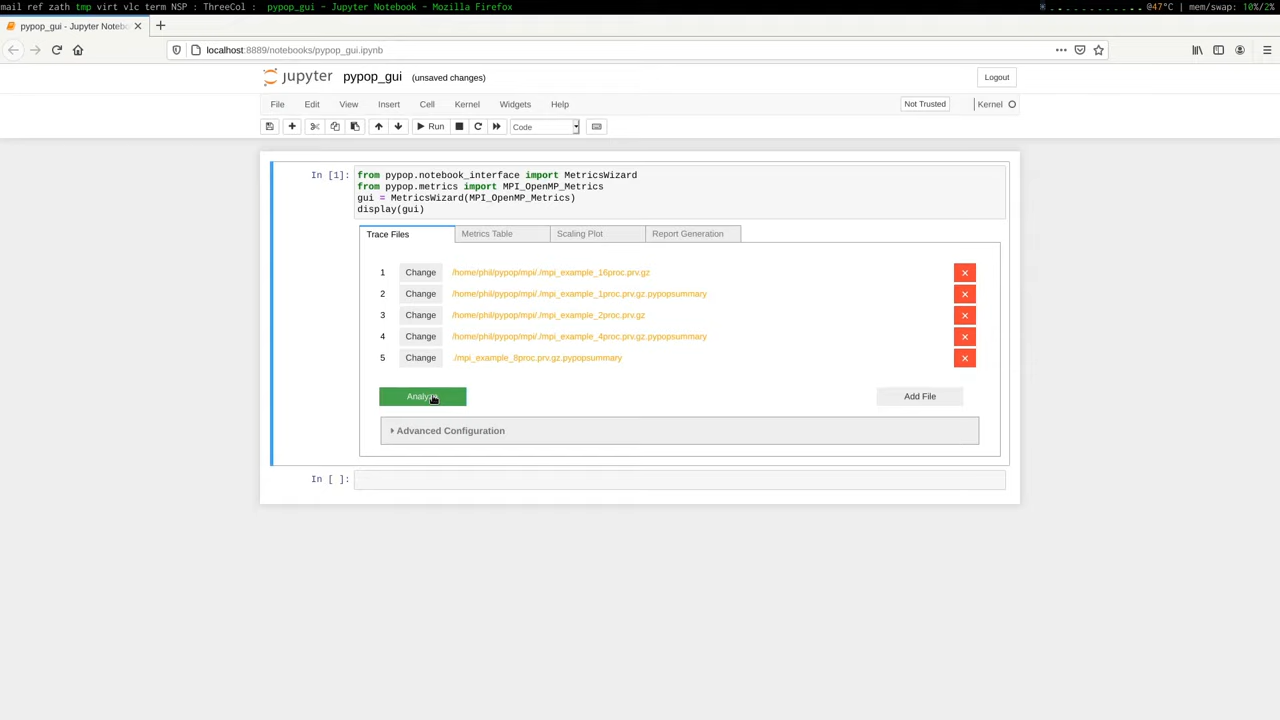 mail ref zath tmp virt vlc term NSP : ThreeCol : pypop_gui - Jupyter Notebook - Mozilla Firefox @47°C | mem/swap: 10%/2%
pypop_gui - Jupyter Notebo
localhost:8889/notebooks/pypop_gui.ipynb
jupyter pypop_gui (unsaved changes) Logout
File Edit View Insert Cell Kernel Widgets Help Not Trusted Kernel
Run Code
In [1]: from pypop.notebook_interface import MetricsWizard
from pypop.metrics import MPI_OpenMP_Metrics
gui = MetricsWizard(MPI_OpenMP_Metrics)
display(gui)
Trace Files Metrics Table Scaling Plot Report Generation
1 Change /home/phil/pypop/mpi/./mpi_example_16proc.prv.gz
2 Change /home/phil/pypop/mpi/./mpi_example_1proc.prv.gz.pypopsummary
3 Change /home/phil/pypop/mpi/./mpi_example_2proc.prv.gz
4 Change /home/phil/pypop/mpi/./mpi_example_4proc.prv.gz.pypopsummary
5 Change ./mpi_example_8proc.prv.gz.pypopsummary
Analyze Add File
Advanced Configuration
In [ ]: